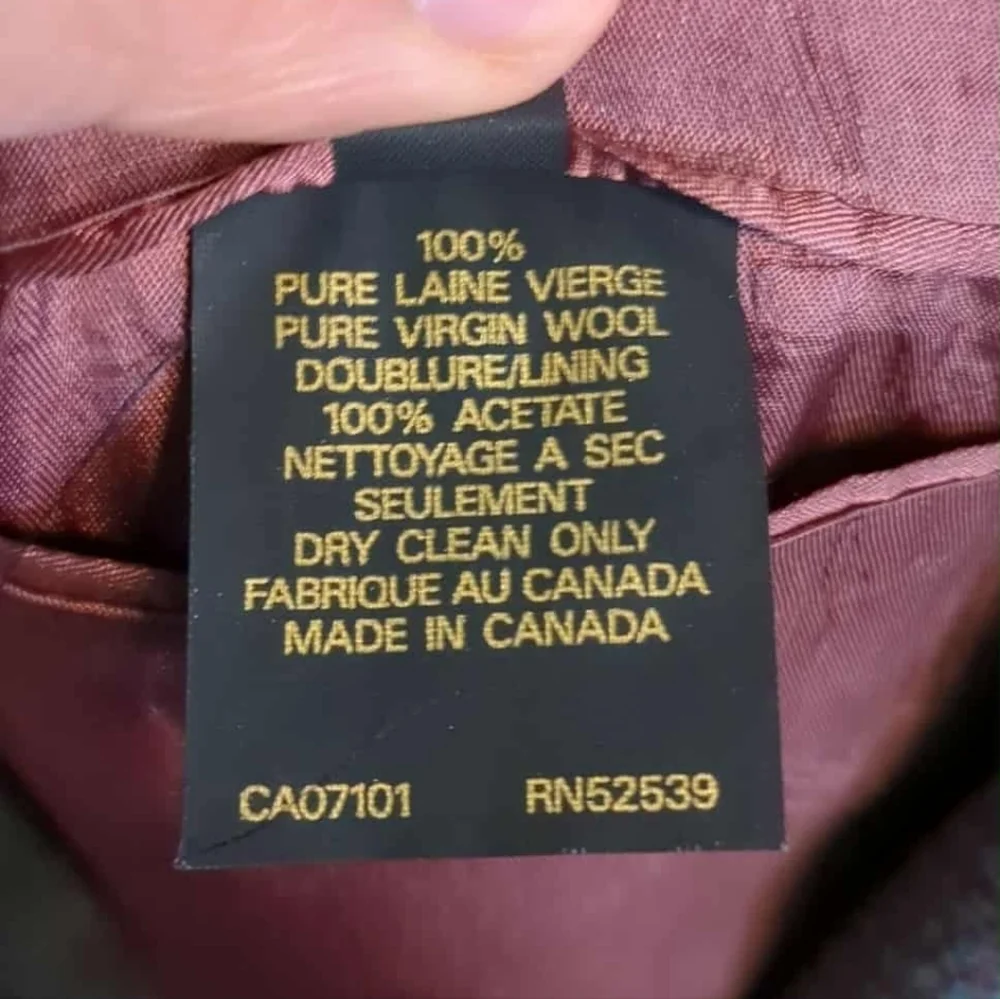 100%
PURE LAINE VIERGE
PURE VIRGIN WOOL
DOUBLURE/LINING
100% ACETATE
NETTOYAGE A SEC
SEULEMENT
DRY CLEAN ONLY
FABRIQUE AU CANADA
MADE IN CANADA
CA07101 RN52539